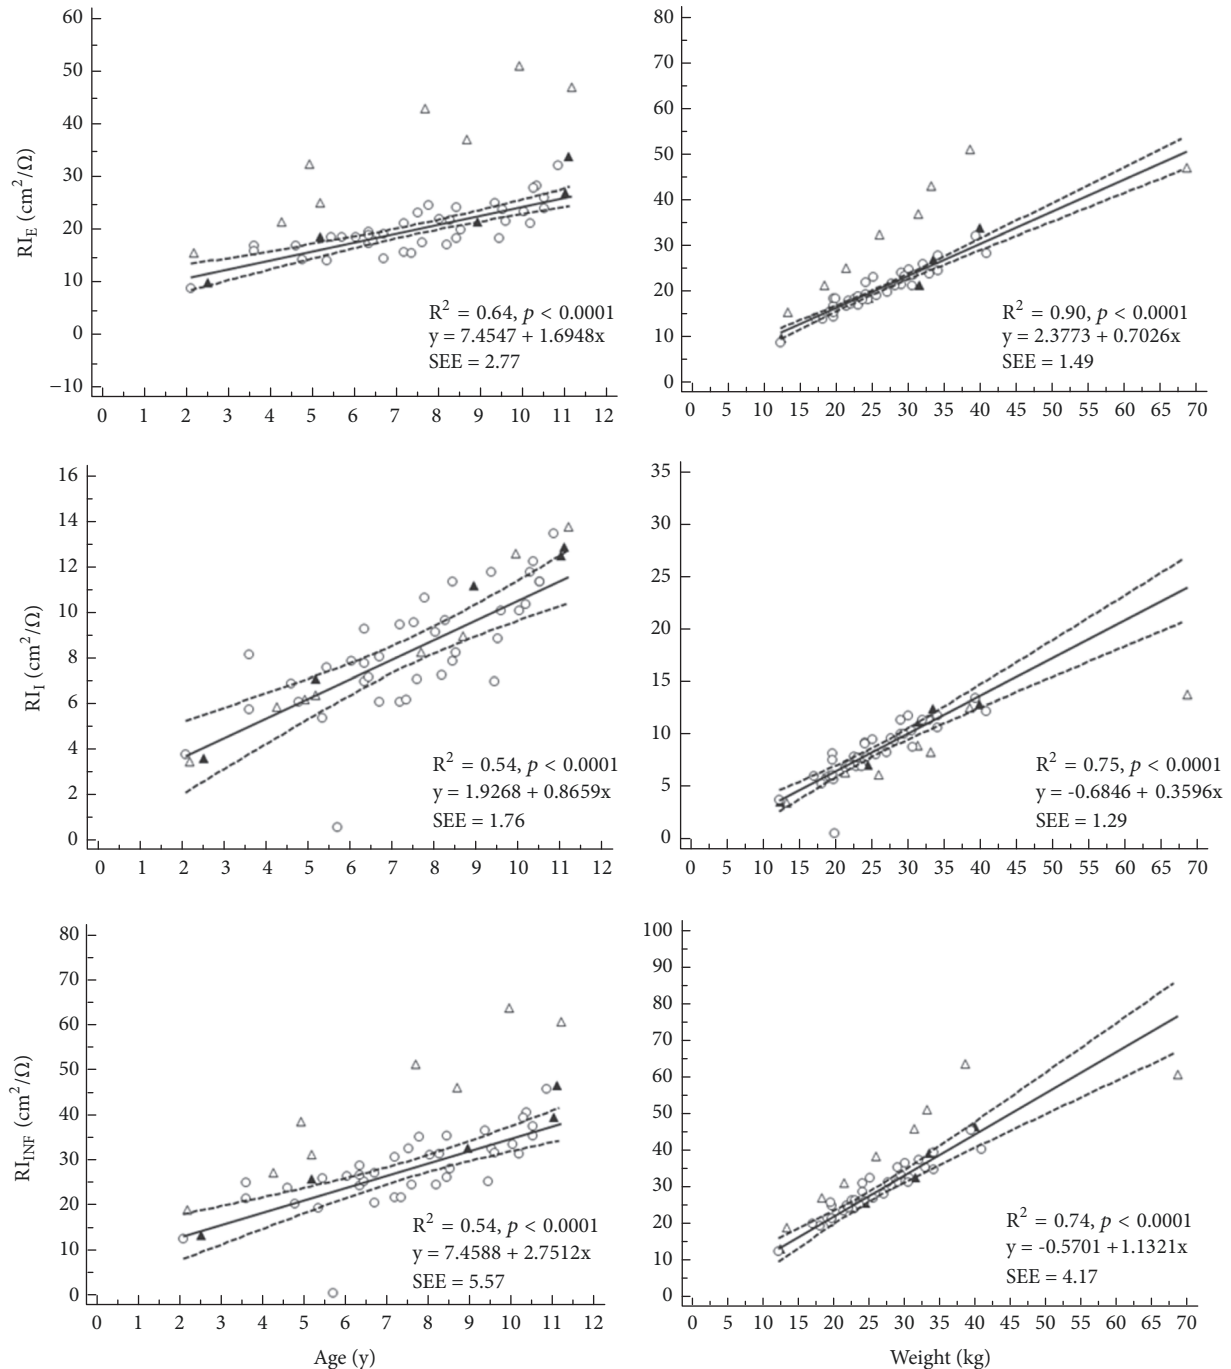 60
50
40
30
20
10
0
−10
RI_E (cm²/Ω)
R² = 0.64, p < 0.0001
y = 7.4547 + 1.6948x
SEE = 2.77
0 1 2 3 4 5 6 7 8 9 10 11 12
80
70
60
50
40
30
20
10
0
R² = 0.90, p < 0.0001
y = 2.3773 + 0.7026x
SEE = 1.49
0 5 10 15 20 25 30 35 40 45 50 55 60 65 70
16
14
12
10
8
6
4
2
0
RI_I (cm²/Ω)
R² = 0.54, p < 0.0001
y = 1.9268 + 0.8659x
SEE = 1.76
0 1 2 3 4 5 6 7 8 9 10 11 12
35
30
25
20
15
10
5
0
R² = 0.75, p < 0.0001
y = -0.6846 + 0.3596x
SEE = 1.29
0 5 10 15 20 25 30 35 40 45 50 55 60 65 70
80
70
60
50
40
30
20
10
0
RI_INF (cm²/Ω)
R² = 0.54, p < 0.0001
y = 7.4588 + 2.7512x
SEE = 5.57
0 1 2 3 4 5 6 7 8 9 10 11 12
Age (y)
100
90
80
70
60
50
40
30
20
10
0
R² = 0.74, p < 0.0001
y = -0.5701 + 1.1321x
SEE = 4.17
0 5 10 15 20 25 30 35 40 45 50 55 60 65 70
Weight (kg)